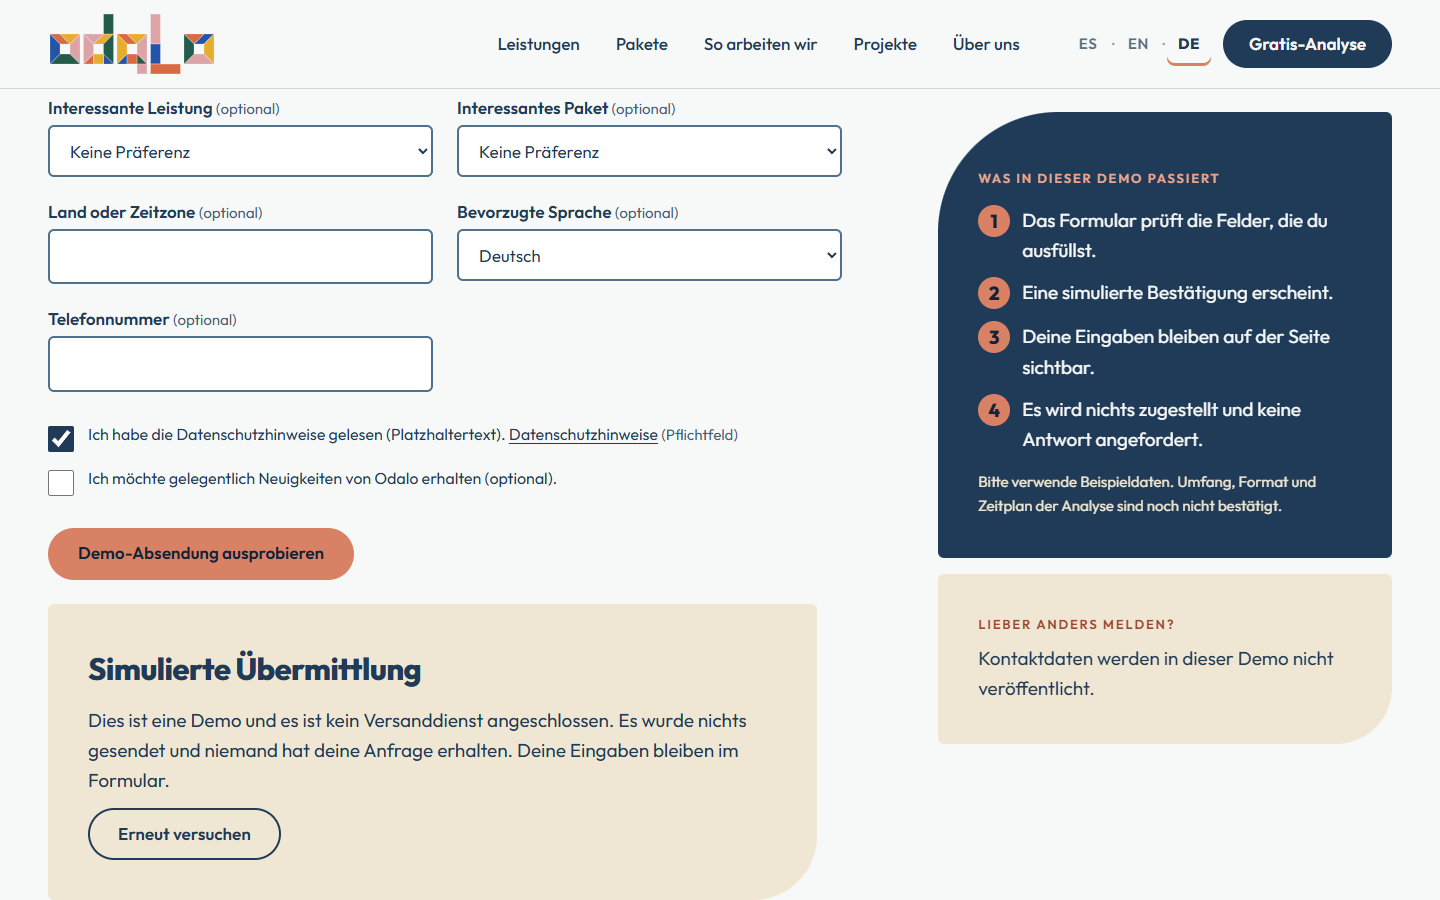 odalo
Leistungen
Pakete
So arbeiten wir
Projekte
Über uns
ES · EN · DE
Gratis-Analyse
Interessante Leistung (optional)
Keine Präferenz
Interessantes Paket (optional)
Keine Präferenz
Land oder Zeitzone (optional)
Bevorzugte Sprache (optional)
Deutsch
Telefonnummer (optional)
Ich habe die Datenschutzhinweise gelesen (Platzhaltertext). Datenschutzhinweise (Pflichtfeld)
Ich möchte gelegentlich Neuigkeiten von Odalo erhalten (optional).
Demo-Absendung ausprobieren
Simulierte Übermittlung
Dies ist eine Demo und es ist kein Versanddienst angeschlossen. Es wurde nichts
gesendet und niemand hat deine Anfrage erhalten. Deine Eingaben bleiben im
Formular.
Erneut versuchen
WAS IN DIESER DEMO PASSIERT
1 Das Formular prüft die Felder, die du
ausfüllst.
2 Eine simulierte Bestätigung erscheint.
3 Deine Eingaben bleiben auf der Seite
sichtbar.
4 Es wird nichts zugestellt und keine
Antwort angefordert.
Bitte verwende Beispieldaten. Umfang, Format und
Zeitplan der Analyse sind noch nicht bestätigt.
LIEBER ANDERS MELDEN?
Kontaktdaten werden in dieser Demo nicht
veröffentlicht.